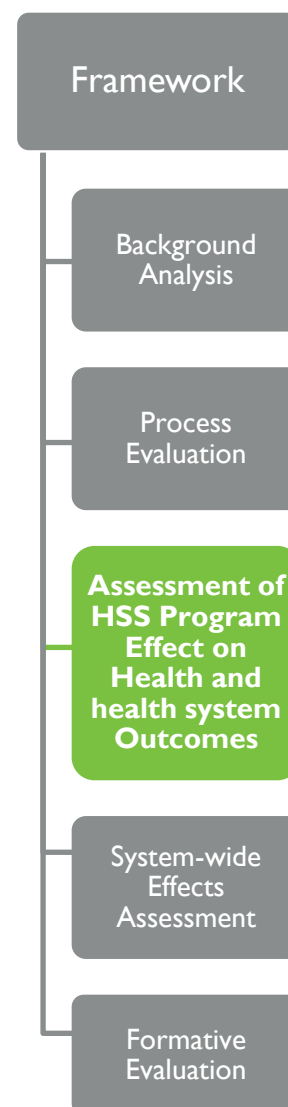 Framework
Background
Analysis
Process
Evaluation
Assessment of
HSS Program
Effect on
Health and
health system
Outcomes
System-wide
Effects
Assessment
Formative
Evaluation